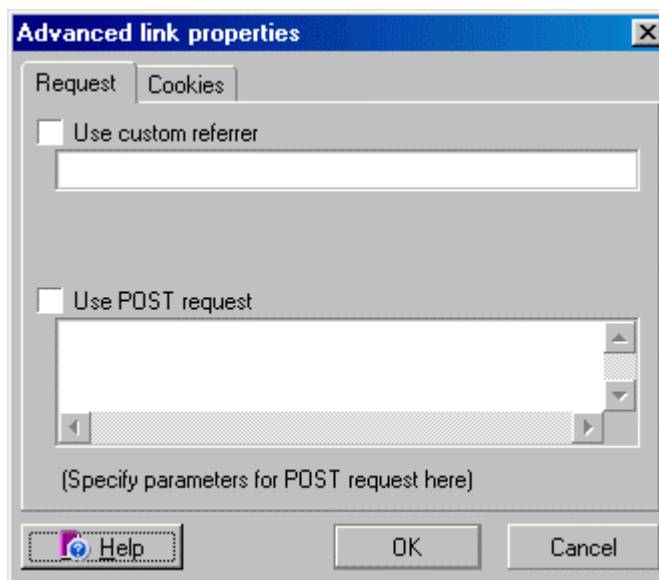 Advanced link properties
Request Cookies
Use custom referrer
Use POST request
(Specify parameters for POST request here)
Help OK Cancel